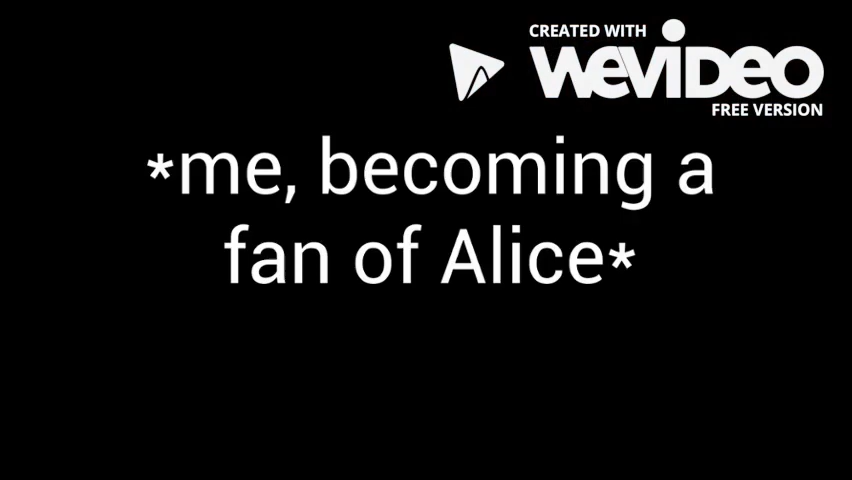 CREATED WITH
WEVIDEO
FREE VERSION
*me, becoming a
fan of Alice*